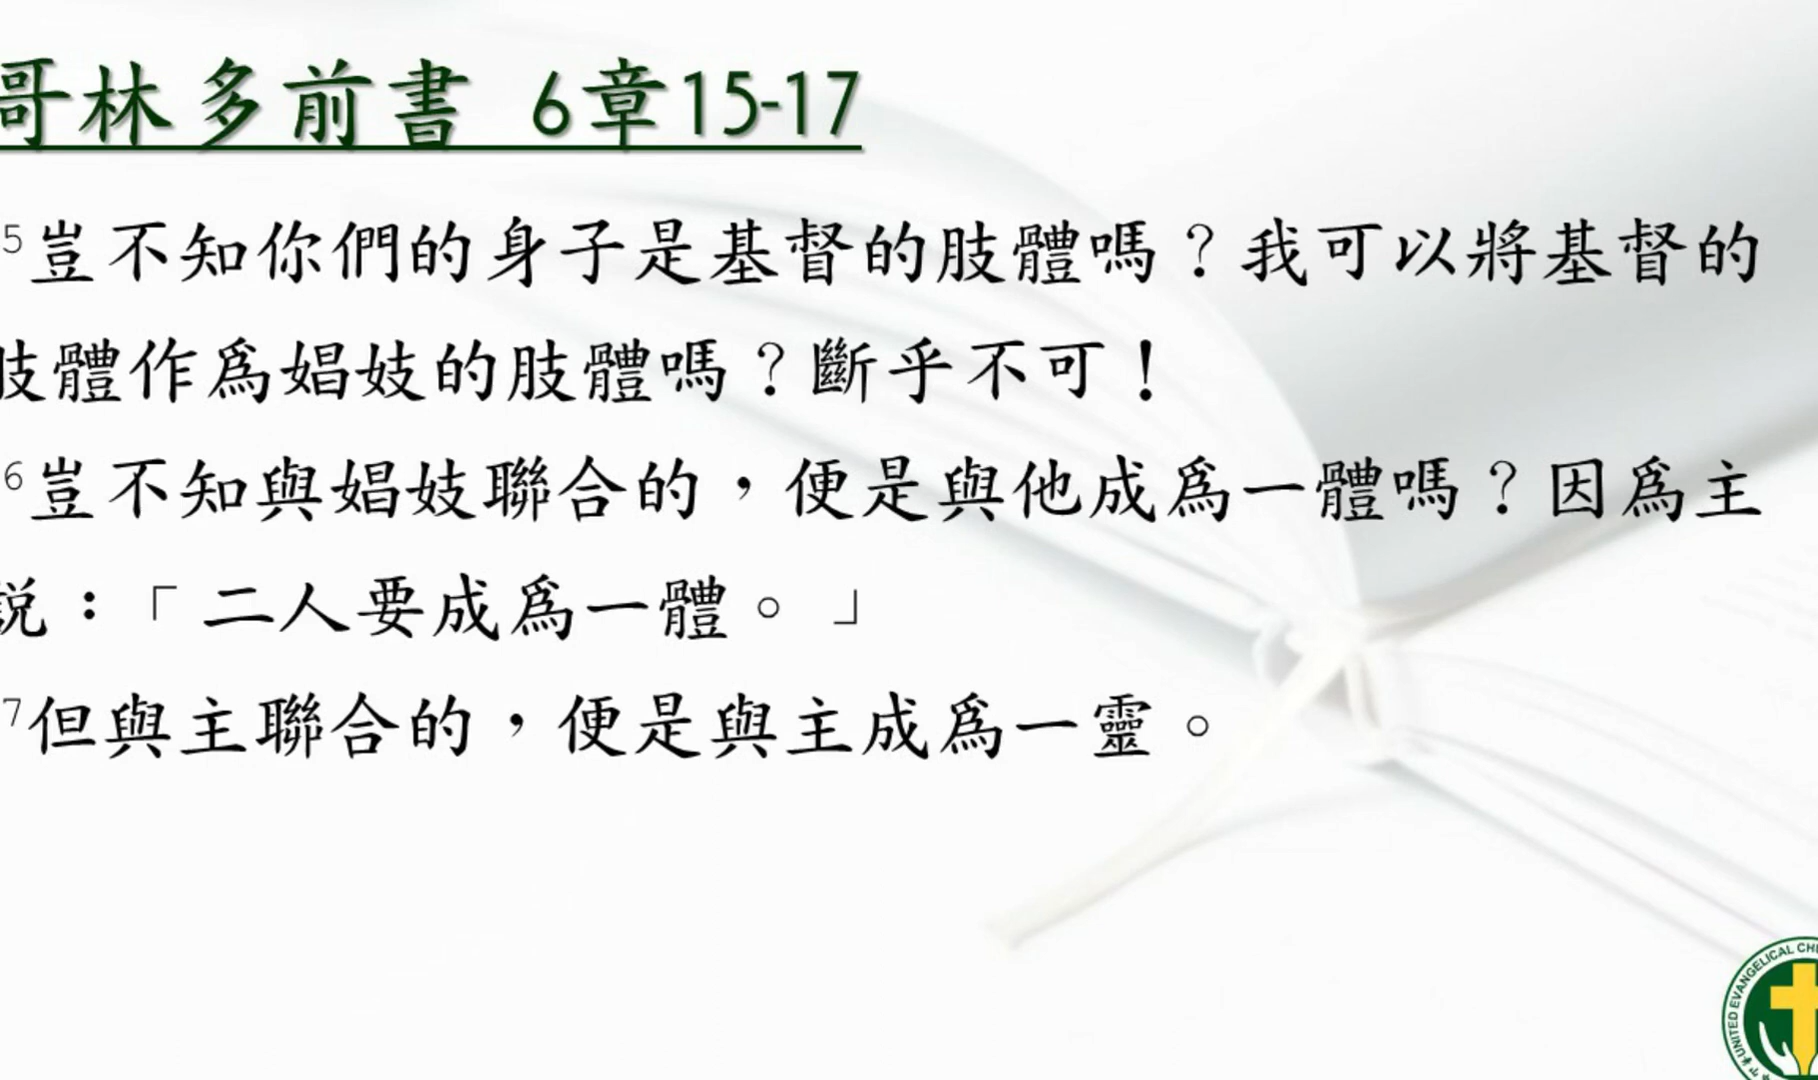 哥林多前書 6章15-17
5豈不知你們的身子是基督的肢體嗎？我可以將基督的
肢體作爲娼妓的肢體嗎？斷乎不可！
6豈不知與娼妓聯合的，便是與他成爲一體嗎？因爲主
說：「二人要成爲一體。」
7但與主聯合的，便是與主成爲一靈。
UNITED EVANGELICAL